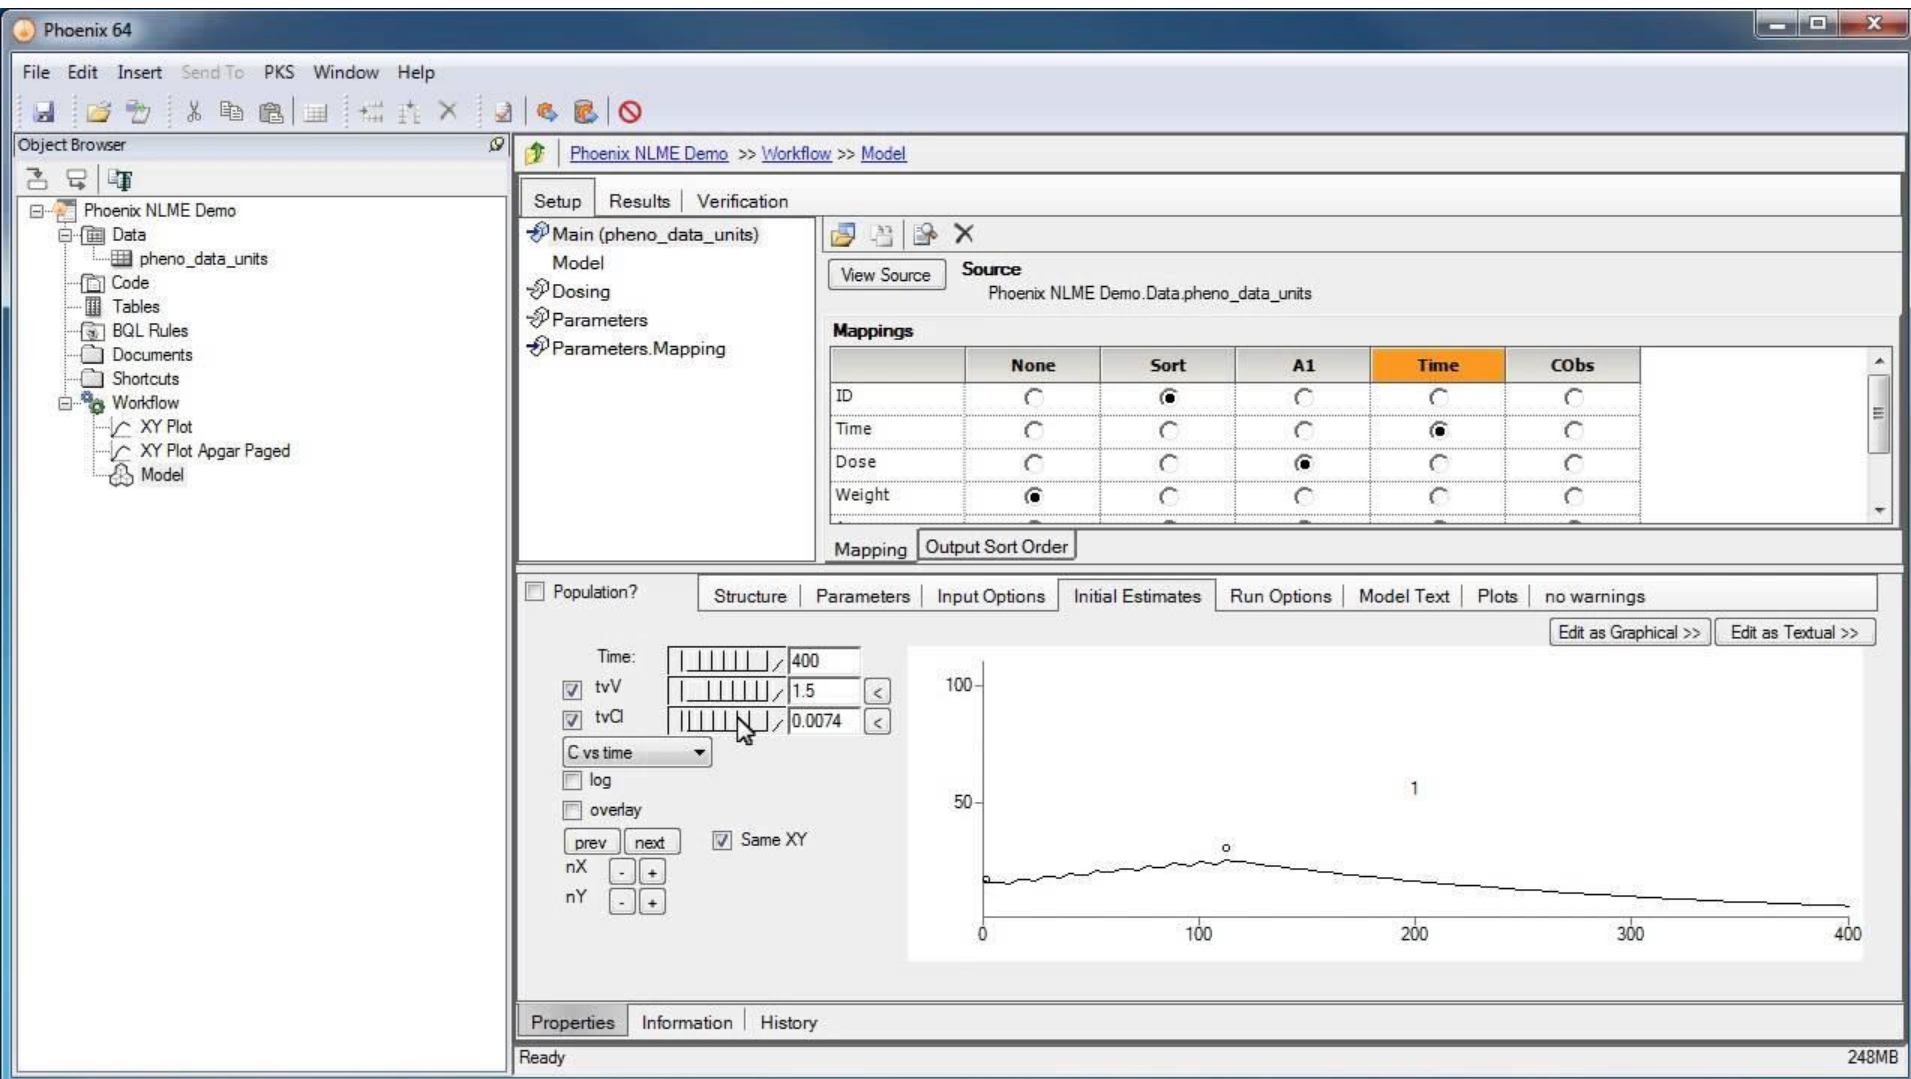 Phoenix 64
File Edit Insert Send To PKS Window Help
Object Browser
Phoenix NLME Demo >> Workflow >> Model
Phoenix NLME Demo
Data
pheno_data_units
Code
Tables
BQL Rules
Documents
Shortcuts
Workflow
XY Plot
XY Plot Apgar Paged
Model
Setup Results Verification
Main (pheno_data_units)
Model
Dosing
Parameters
Parameters.Mapping
View Source Source
Phoenix NLME Demo.Data.pheno_data_units
Mappings
None Sort A1 Time CObs
ID
Time
Dose
Weight
Mapping Output Sort Order
Population? Structure Parameters Input Options Initial Estimates Run Options Model Text Plots no warnings
Edit as Graphical >> Edit as Textual >>
Time: 400
tvV 1.5 <
tvCl 0.0074 <
C vs time
log
overlay
prev next Same XY
nX - +
nY - +
100
50
1
0 100 200 300 400
Properties Information History
Ready 248MB